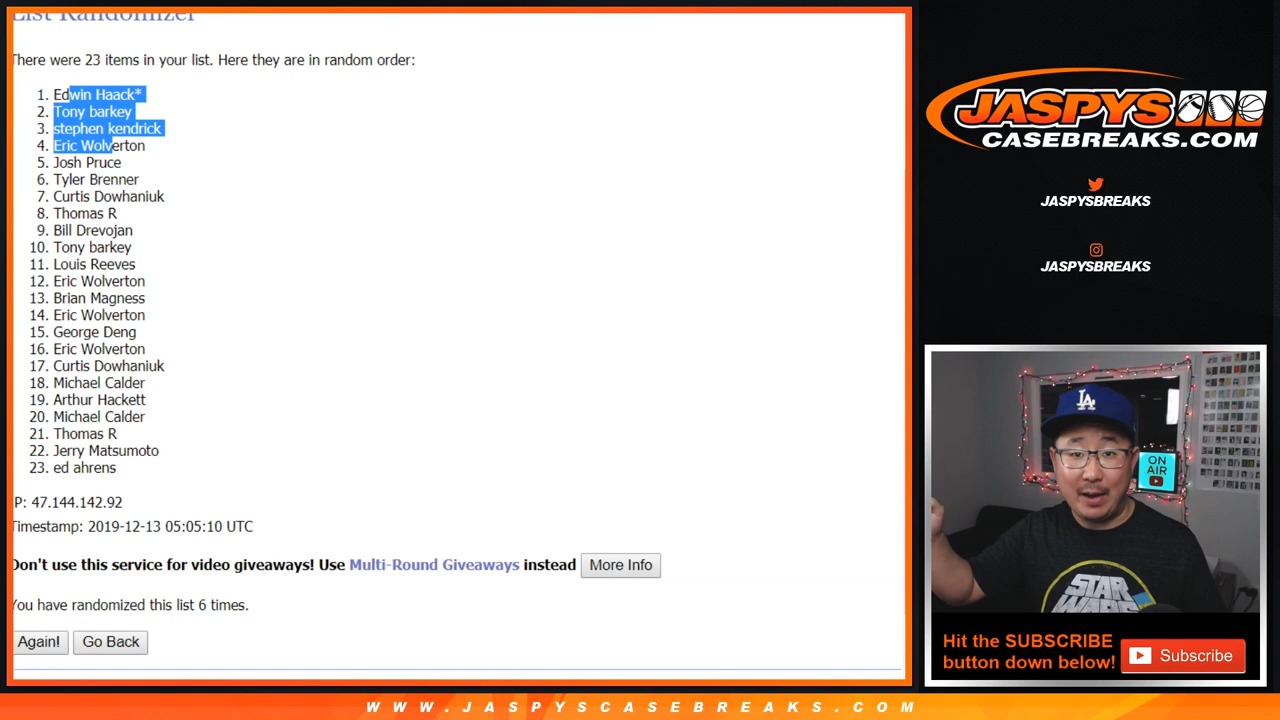 List Randomizer
There were 23 items in your list. Here they are in random order:
1. Edwin Haack*
2. Tony barkey
3. stephen kendrick
4. Eric Wolverton
5. Josh Pruce
6. Tyler Brenner
7. Curtis Dowhaniuk
8. Thomas R
9. Bill Drevojan
10. Tony barkey
11. Louis Reeves
12. Eric Wolverton
13. Brian Magness
14. Eric Wolverton
15. George Deng
16. Eric Wolverton
17. Curtis Dowhaniuk
18. Michael Calder
19. Arthur Hackett
20. Michael Calder
21. Thomas R
22. Jerry Matsumoto
23. ed ahrens
IP: 47.144.142.92
Timestamp: 2019-12-13 05:05:10 UTC
Don't use this service for video giveaways! Use Multi-Round Giveaways instead More Info
You have randomized this list 6 times.
Again! Go Back
JASPYS
CASEBREAKS.COM
JASPYSBREAKS
JASPYSBREAKS
LA
ON
AIR
STAR
WARS
Hit the SUBSCRIBE
button down below!
Subscribe
WWW.JASPYSCASEBREAKS.COM